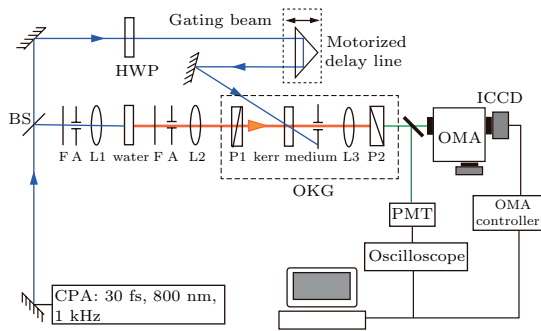 Gating beam
Motorized
delay line
HWP
BS
F A L1 water F A L2 P1 kerr medium L3 P2
OKG
ICCD
OMA
PMT
OMA
controller
Oscilloscope
CPA: 30 fs, 800 nm,
1 kHz